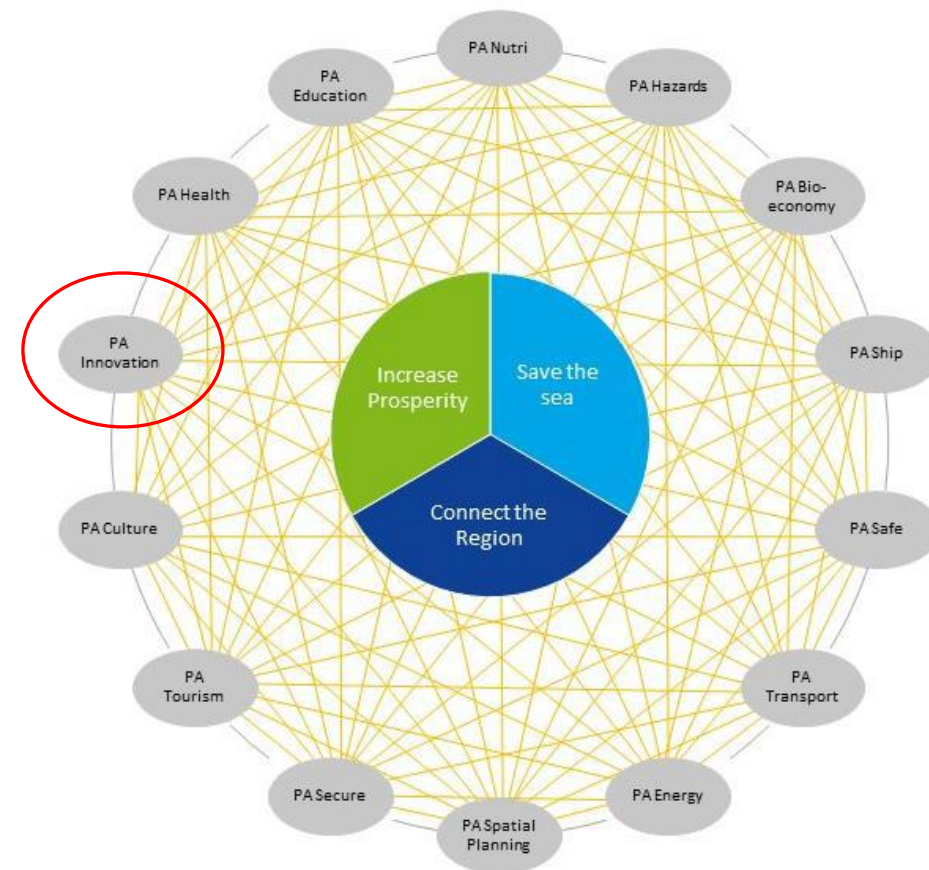 PA Nutri
PA
Education
PA Hazards
PA Health
PA Bio-
economy
PA
Innovation
PA Ship
Increase
Prosperity
Save the
sea
Connect the
Region
PA Culture
PA Safe
PA
Tourism
PA
Transport
PA Secure
PA Energy
PA Spatial
Planning